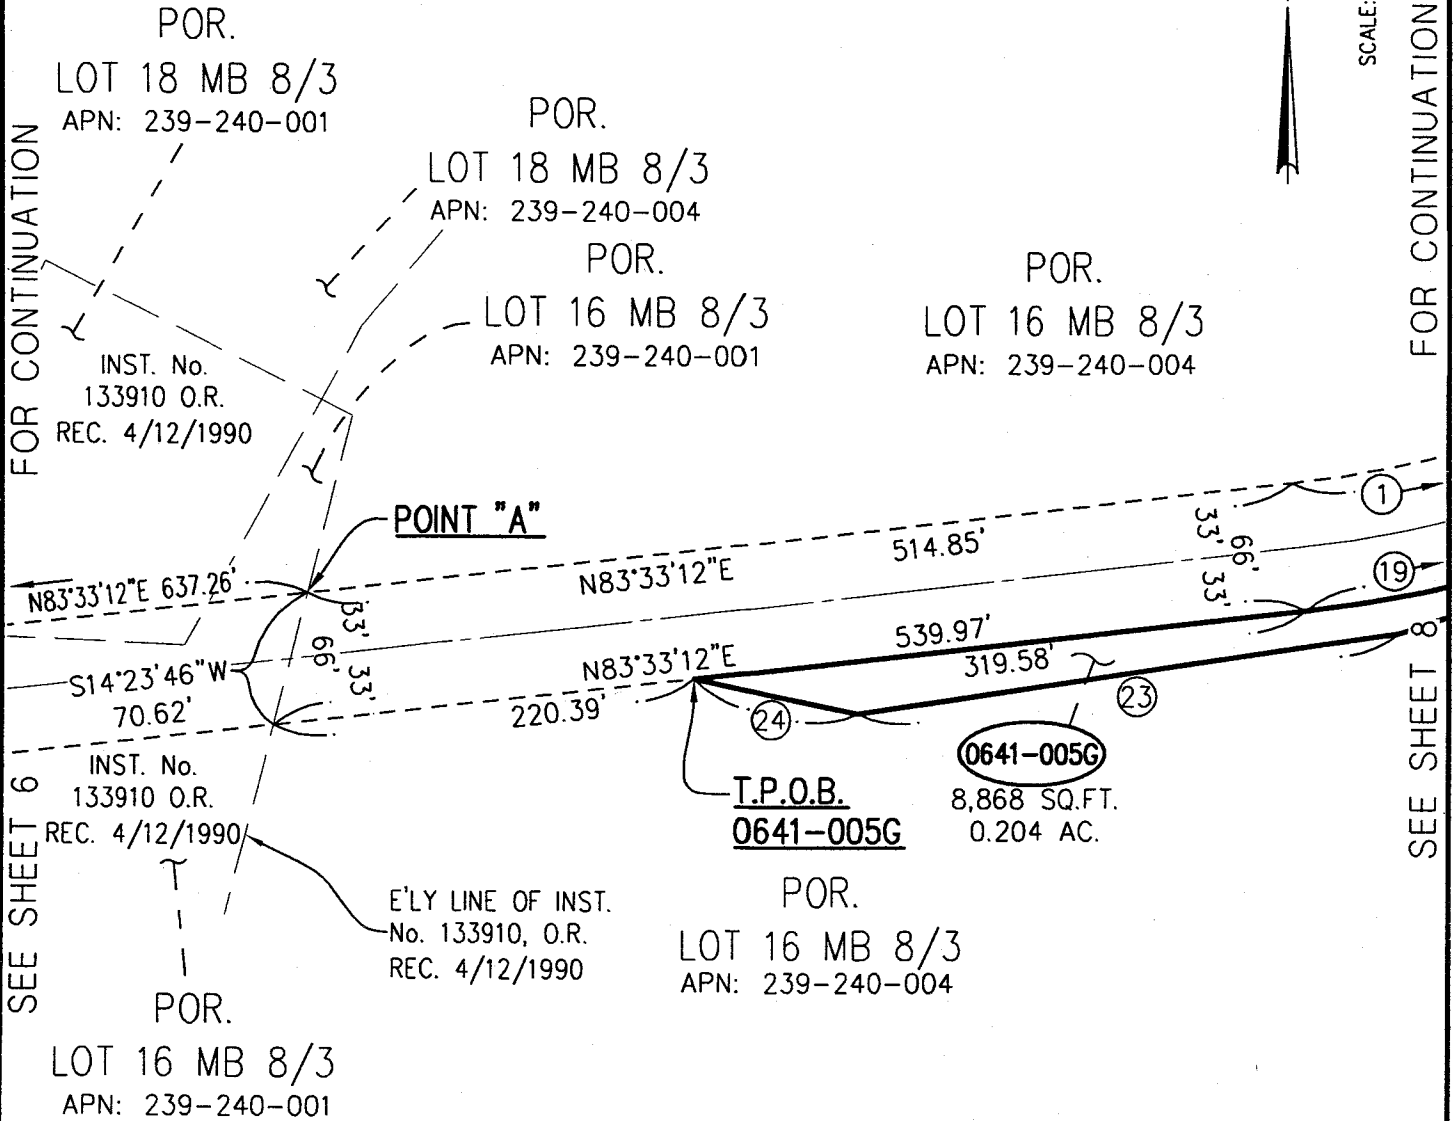 POR.
LOT 18 MB 8/3
APN: 239-240-001
POR.
LOT 18 MB 8/3
APN: 239-240-004
POR.
LOT 16 MB 8/3
APN: 239-240-001
POR.
LOT 16 MB 8/3
APN: 239-240-004
SCALE:
FOR CONTINUATION
SEE SHEET 8
FOR CONTINUATION
SEE SHEET 6
INST. No.
133910 O.R.
REC. 4/12/1990
POINT "A"
N83°33'12"E 637.26'
N83°33'12"E
514.85'
33'
66'
33'
1
19
33'
66'
33'
S14°23'46"W
70.62'
N83°33'12"E
539.97'
319.58'
220.39'
24
23
0641-005G
8,868 SQ.FT.
0.204 AC.
T.P.O.B.
0641-005G
INST. No.
133910 O.R.
REC. 4/12/1990
E'LY LINE OF INST.
No. 133910, O.R.
REC. 4/12/1990
POR.
LOT 16 MB 8/3
APN: 239-240-004
POR.
LOT 16 MB 8/3
APN: 239-240-001